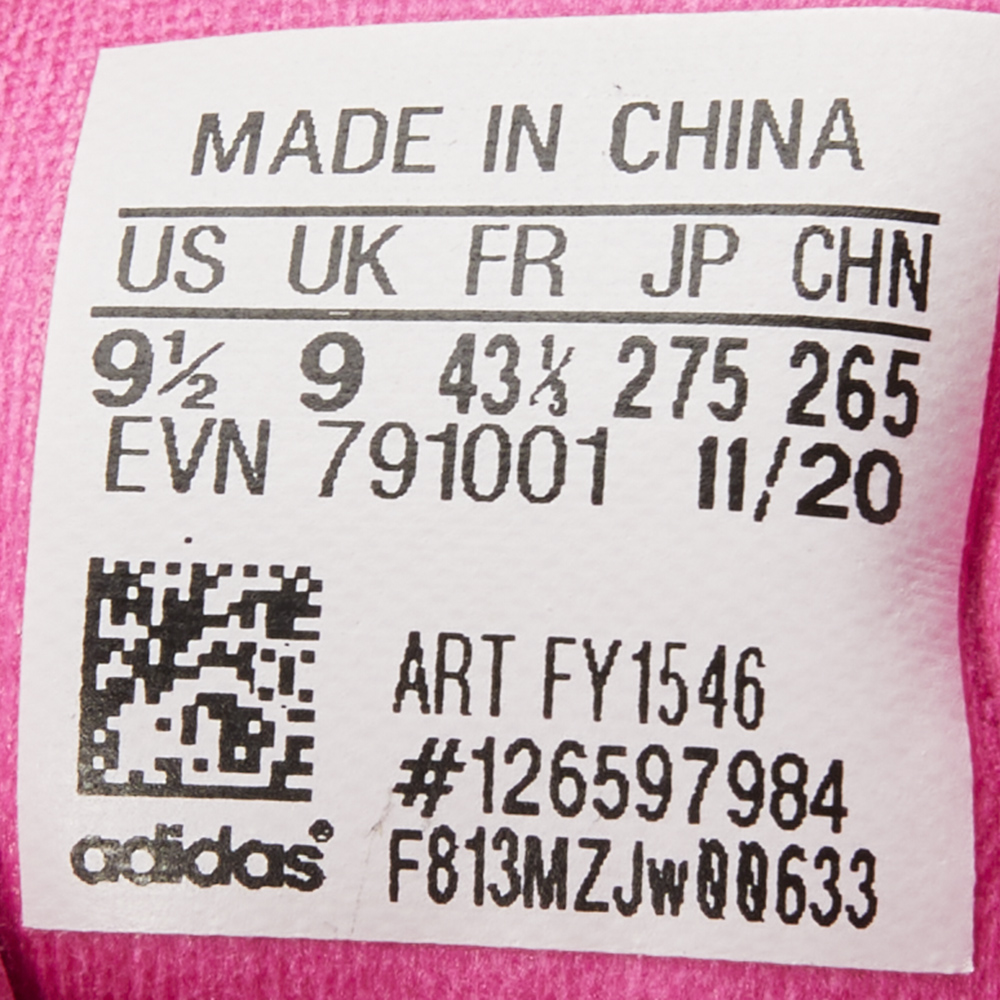 MADE IN CHINA
US UK FR JP CHN
9½ 9 43⅓ 275 265
EVN 791001 11/20
ART FY1546
#126597984
F813MZJw00633
adidas®